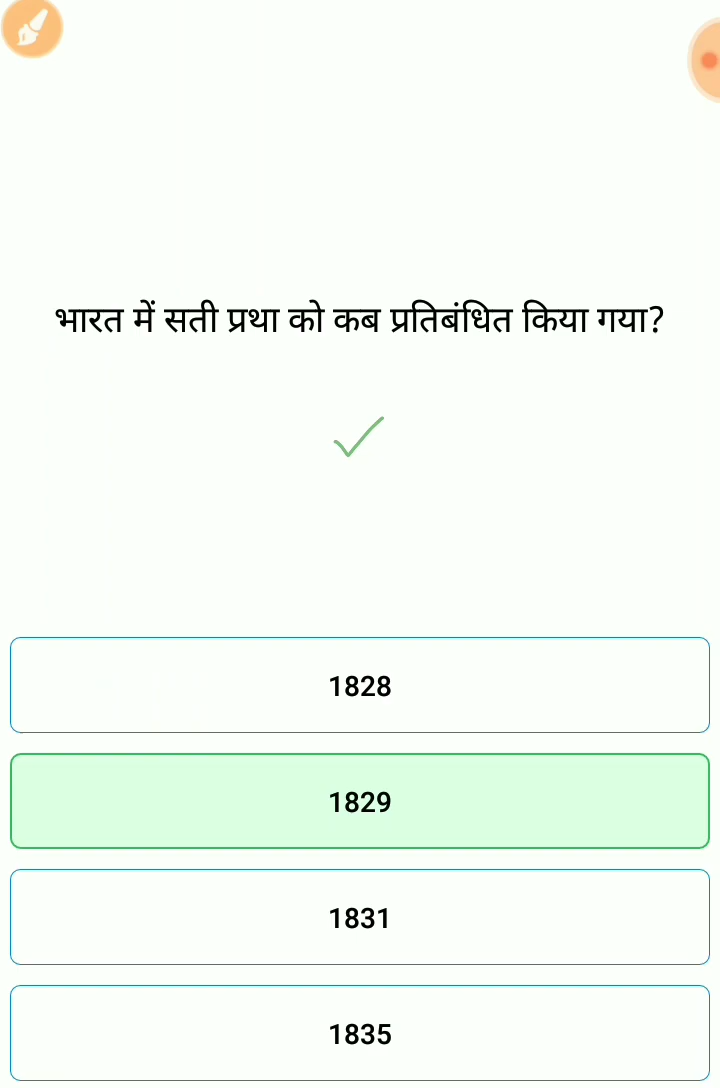 भारत में सती प्रथा को कब प्रतिबंधित किया गया?
1828
1829
1831
1835